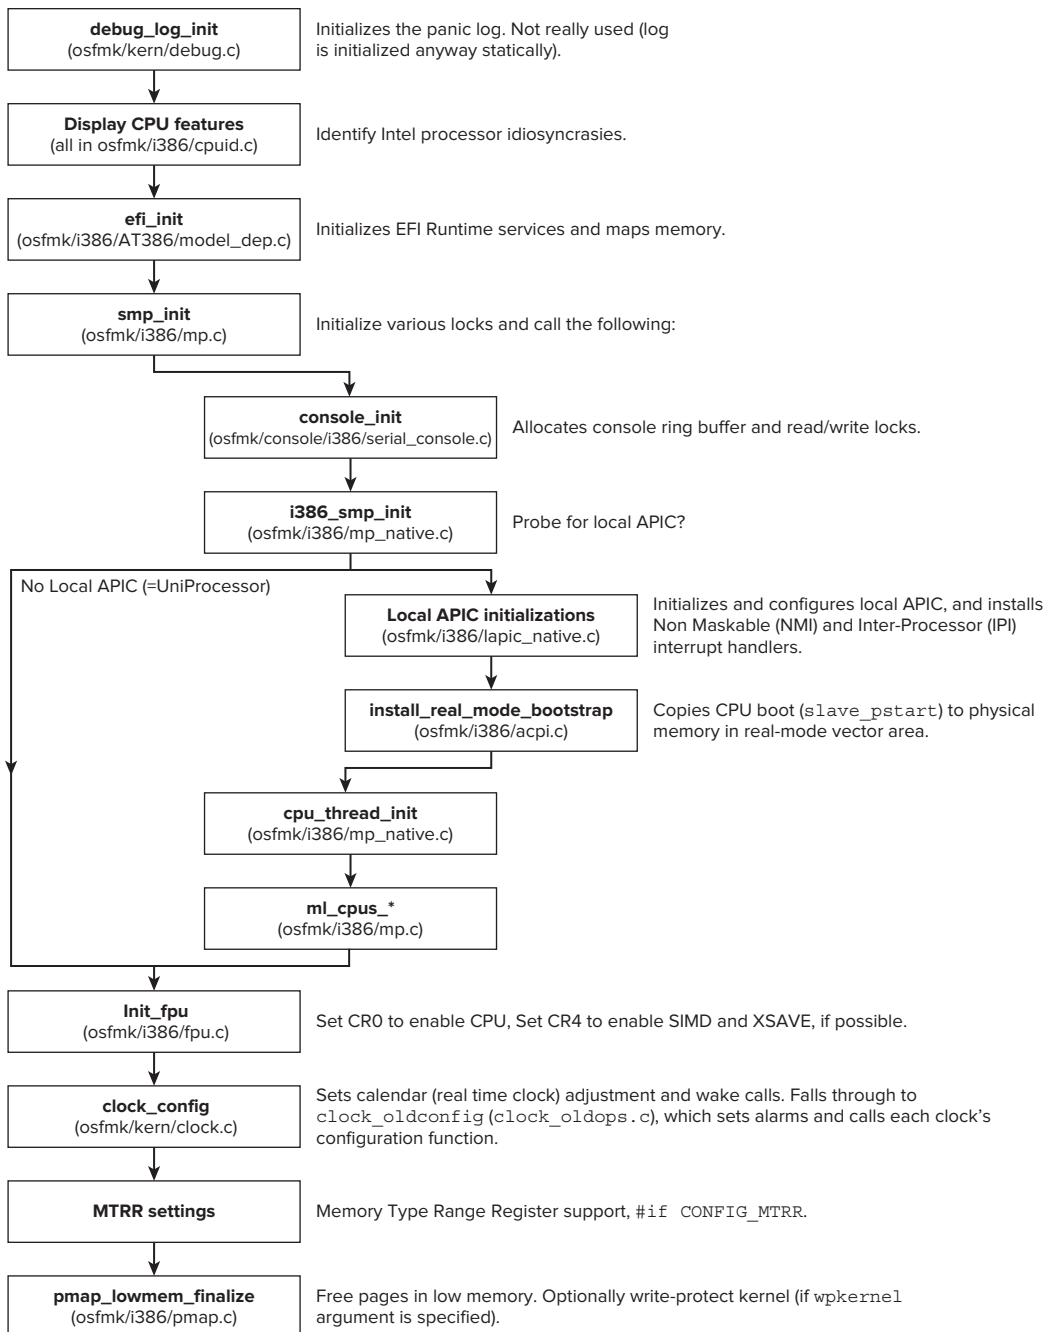 debug_log_init
(osfmk/kern/debug.c)
Initializes the panic log. Not really used (log
is initialized anyway statically).
Display CPU features
(all in osfmk/i386/cpuid.c)
Identify Intel processor idiosyncrasies.
efi_init
(osfmk/i386/AT386/model_dep.c)
Initializes EFI Runtime services and maps memory.
smp_init
(osfmk/i386/mp.c)
Initialize various locks and call the following:
console_init
(osfmk/console/i386/serial_console.c)
Allocates console ring buffer and read/write locks.
i386_smp_init
(osfmk/i386/mp_native.c)
Probe for local APIC?
No Local APIC (=UniProcessor)
Local APIC initializations
(osfmk/i386/lapic_native.c)
Initializes and configures local APIC, and installs
Non Maskable (NMI) and Inter-Processor (IPI)
interrupt handlers.
install_real_mode_bootstrap
(osfmk/i386/acpi.c)
Copies CPU boot (slave_pstart) to physical
memory in real-mode vector area.
cpu_thread_init
(osfmk/i386/mp_native.c)
ml_cpus_*
(osfmk/i386/mp.c)
Init_fpu
(osfmk/i386/fpu.c)
Set CR0 to enable CPU, Set CR4 to enable SIMD and XSAVE, if possible.
clock_config
(osfmk/kern/clock.c)
Sets calendar (real time clock) adjustment and wake calls. Falls through to
clock_oldconfig (clock_oldops.c), which sets alarms and calls each clock's
configuration function.
MTRR settings
Memory Type Range Register support, #if CONFIG_MTRR.
pmap_lowmem_finalize
(osfmk/i386/pmap.c)
Free pages in low memory. Optionally write-protect kernel (if wpkernel
argument is specified).